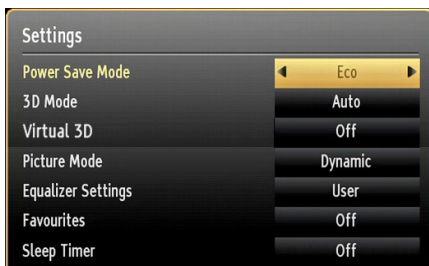 Settings
Power Save Mode Eco
3D Mode Auto
Virtual 3D Off
Picture Mode Dynamic
Equalizer Settings User
Favourites Off
Sleep Timer Off